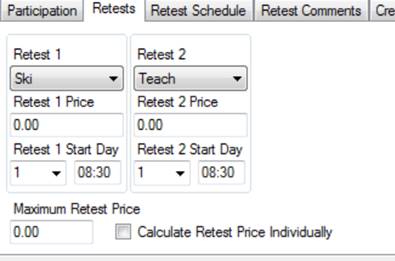 Participation Retests Retest Schedule Retest Comments Cre
Retest 1 Retest 2
Ski Teach
Retest 1 Price Retest 2 Price
0.00 0.00
Retest 1 Start Day Retest 2 Start Day
1 08:30 1 08:30
Maximum Retest Price
0.00 Calculate Retest Price Individually